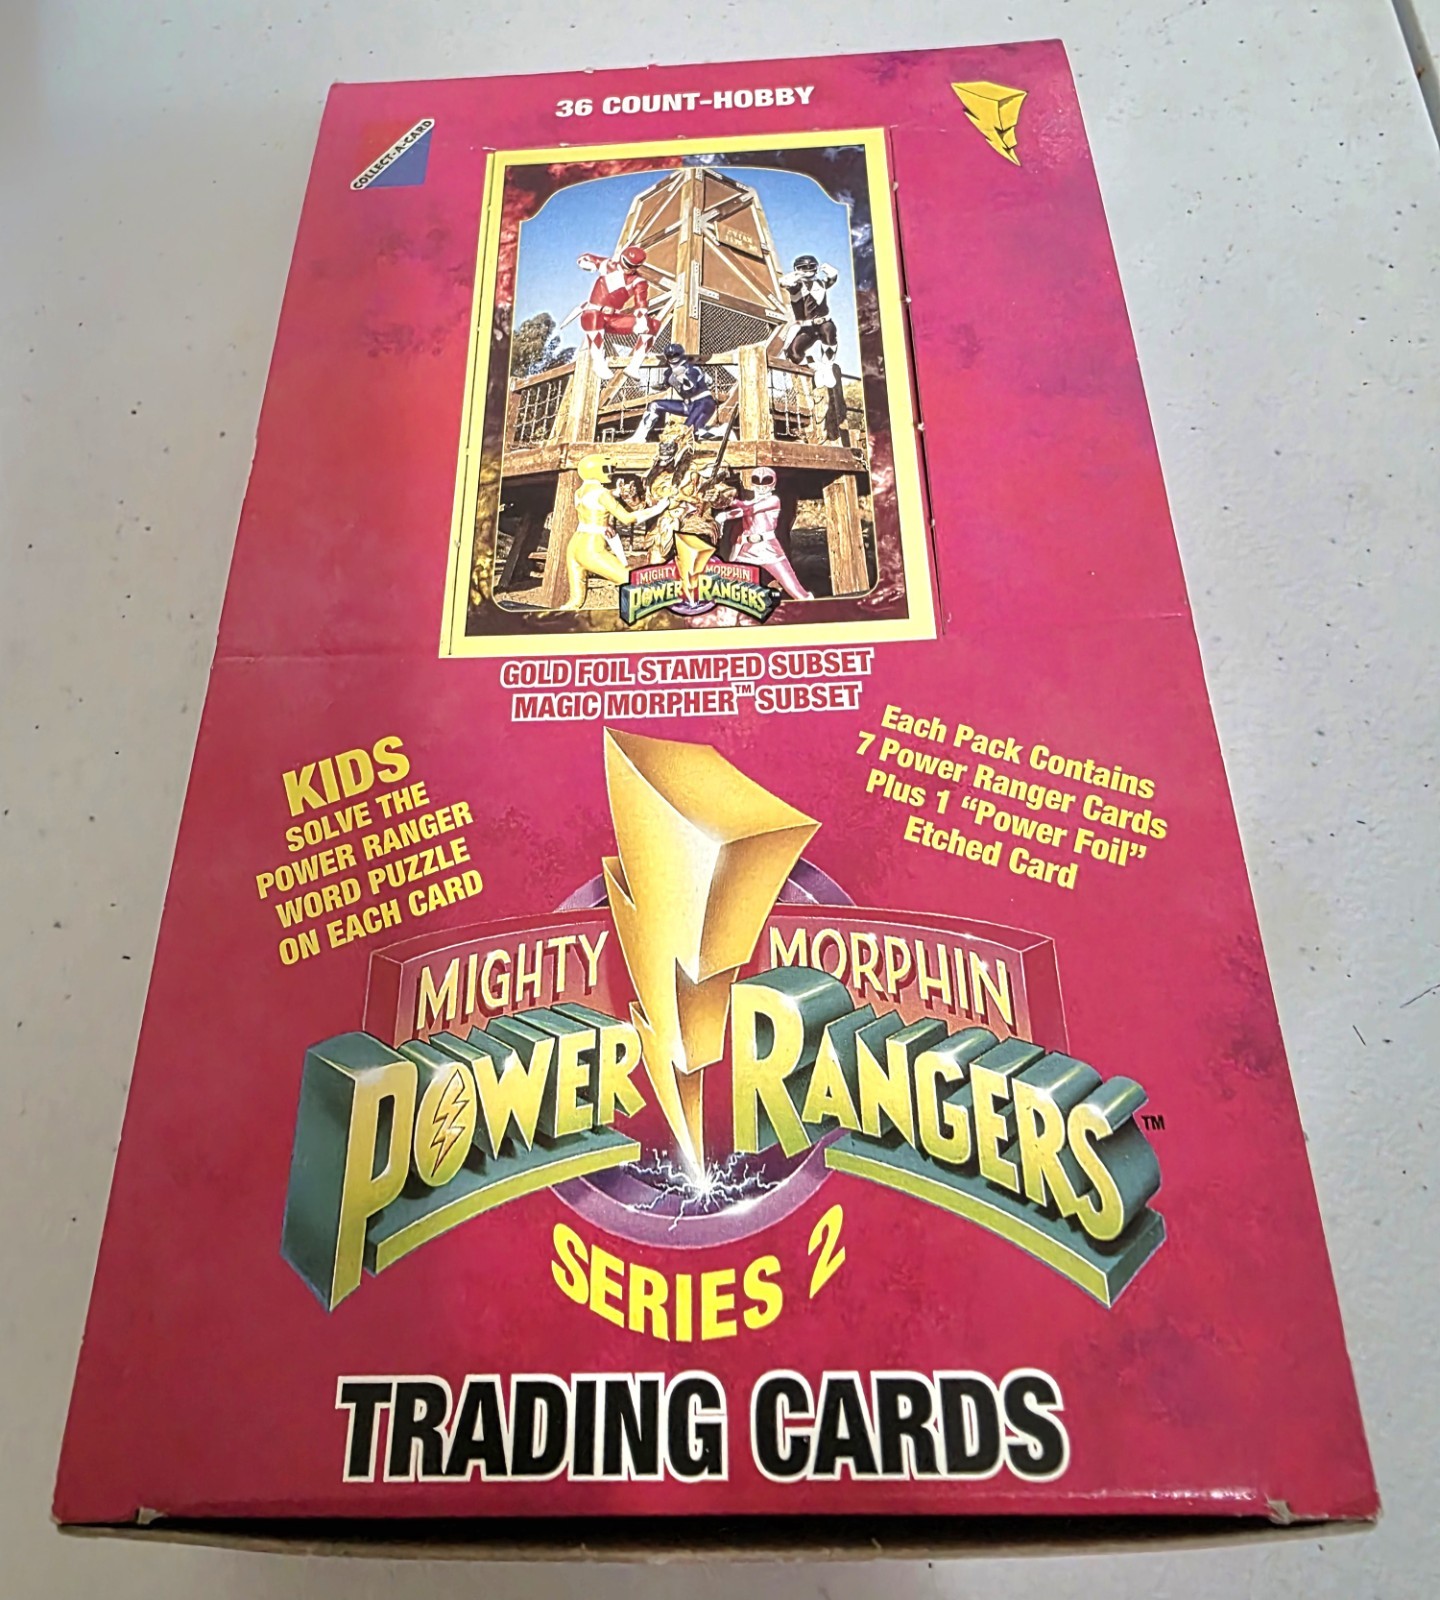 36 COUNT-HOBBY
COLLECT-A-CARD
MIGHTY MORPHIN
POWER RANGERS
GOLD FOIL STAMPED SUBSET
MAGIC MORPHER™ SUBSET
KIDS
SOLVE THE
POWER RANGER
WORD PUZZLE
ON EACH CARD
Each Pack Contains
7 Power Ranger Cards
Plus 1 “Power Foil”
Etched Card
MIGHTY MORPHIN
POWER RANGERS™
SERIES 2
TRADING CARDS